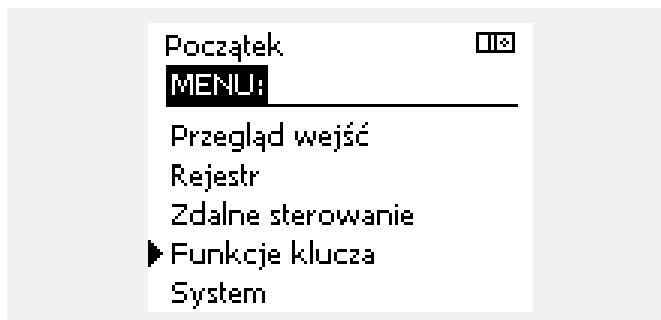 Początek
MENU:
Przegląd wejść
Rejestr
Zdalne sterowanie
Funkcje klucza
System